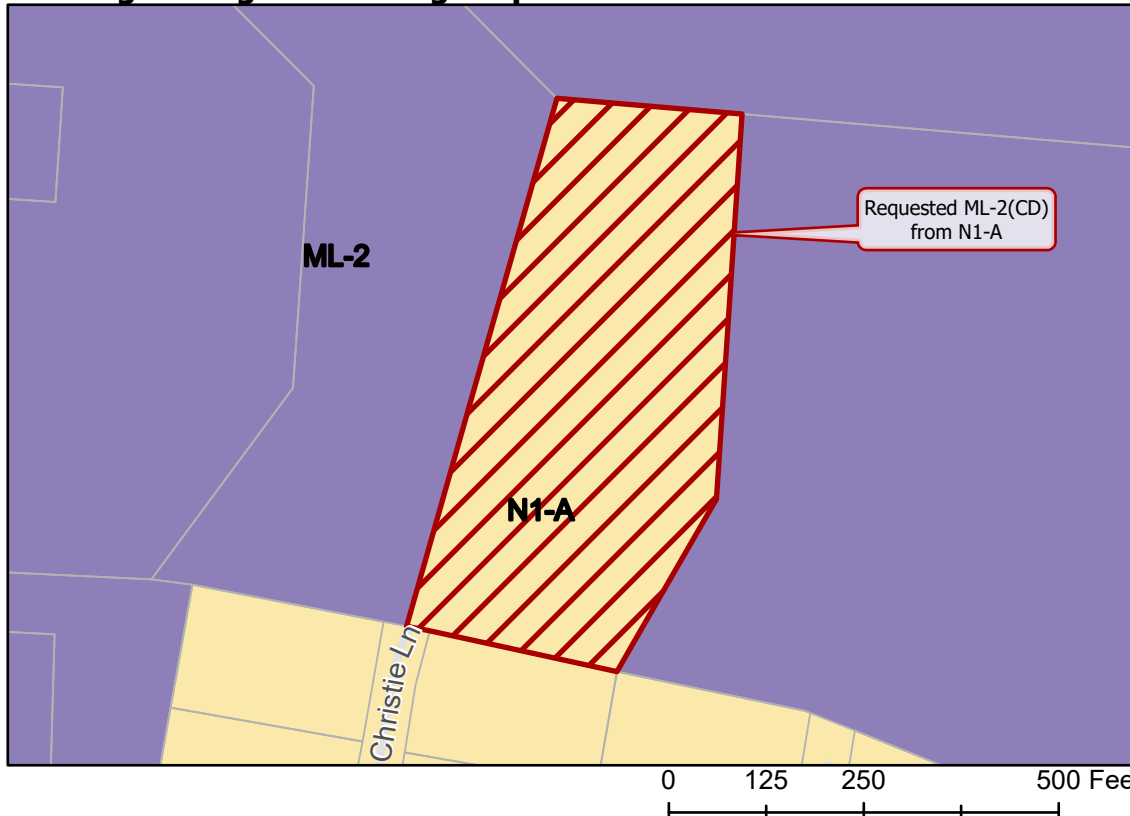 Requested ML-2(CD)
from N1-A
ML-2
N1-A
Christie Ln
0 125 250 500 Fee